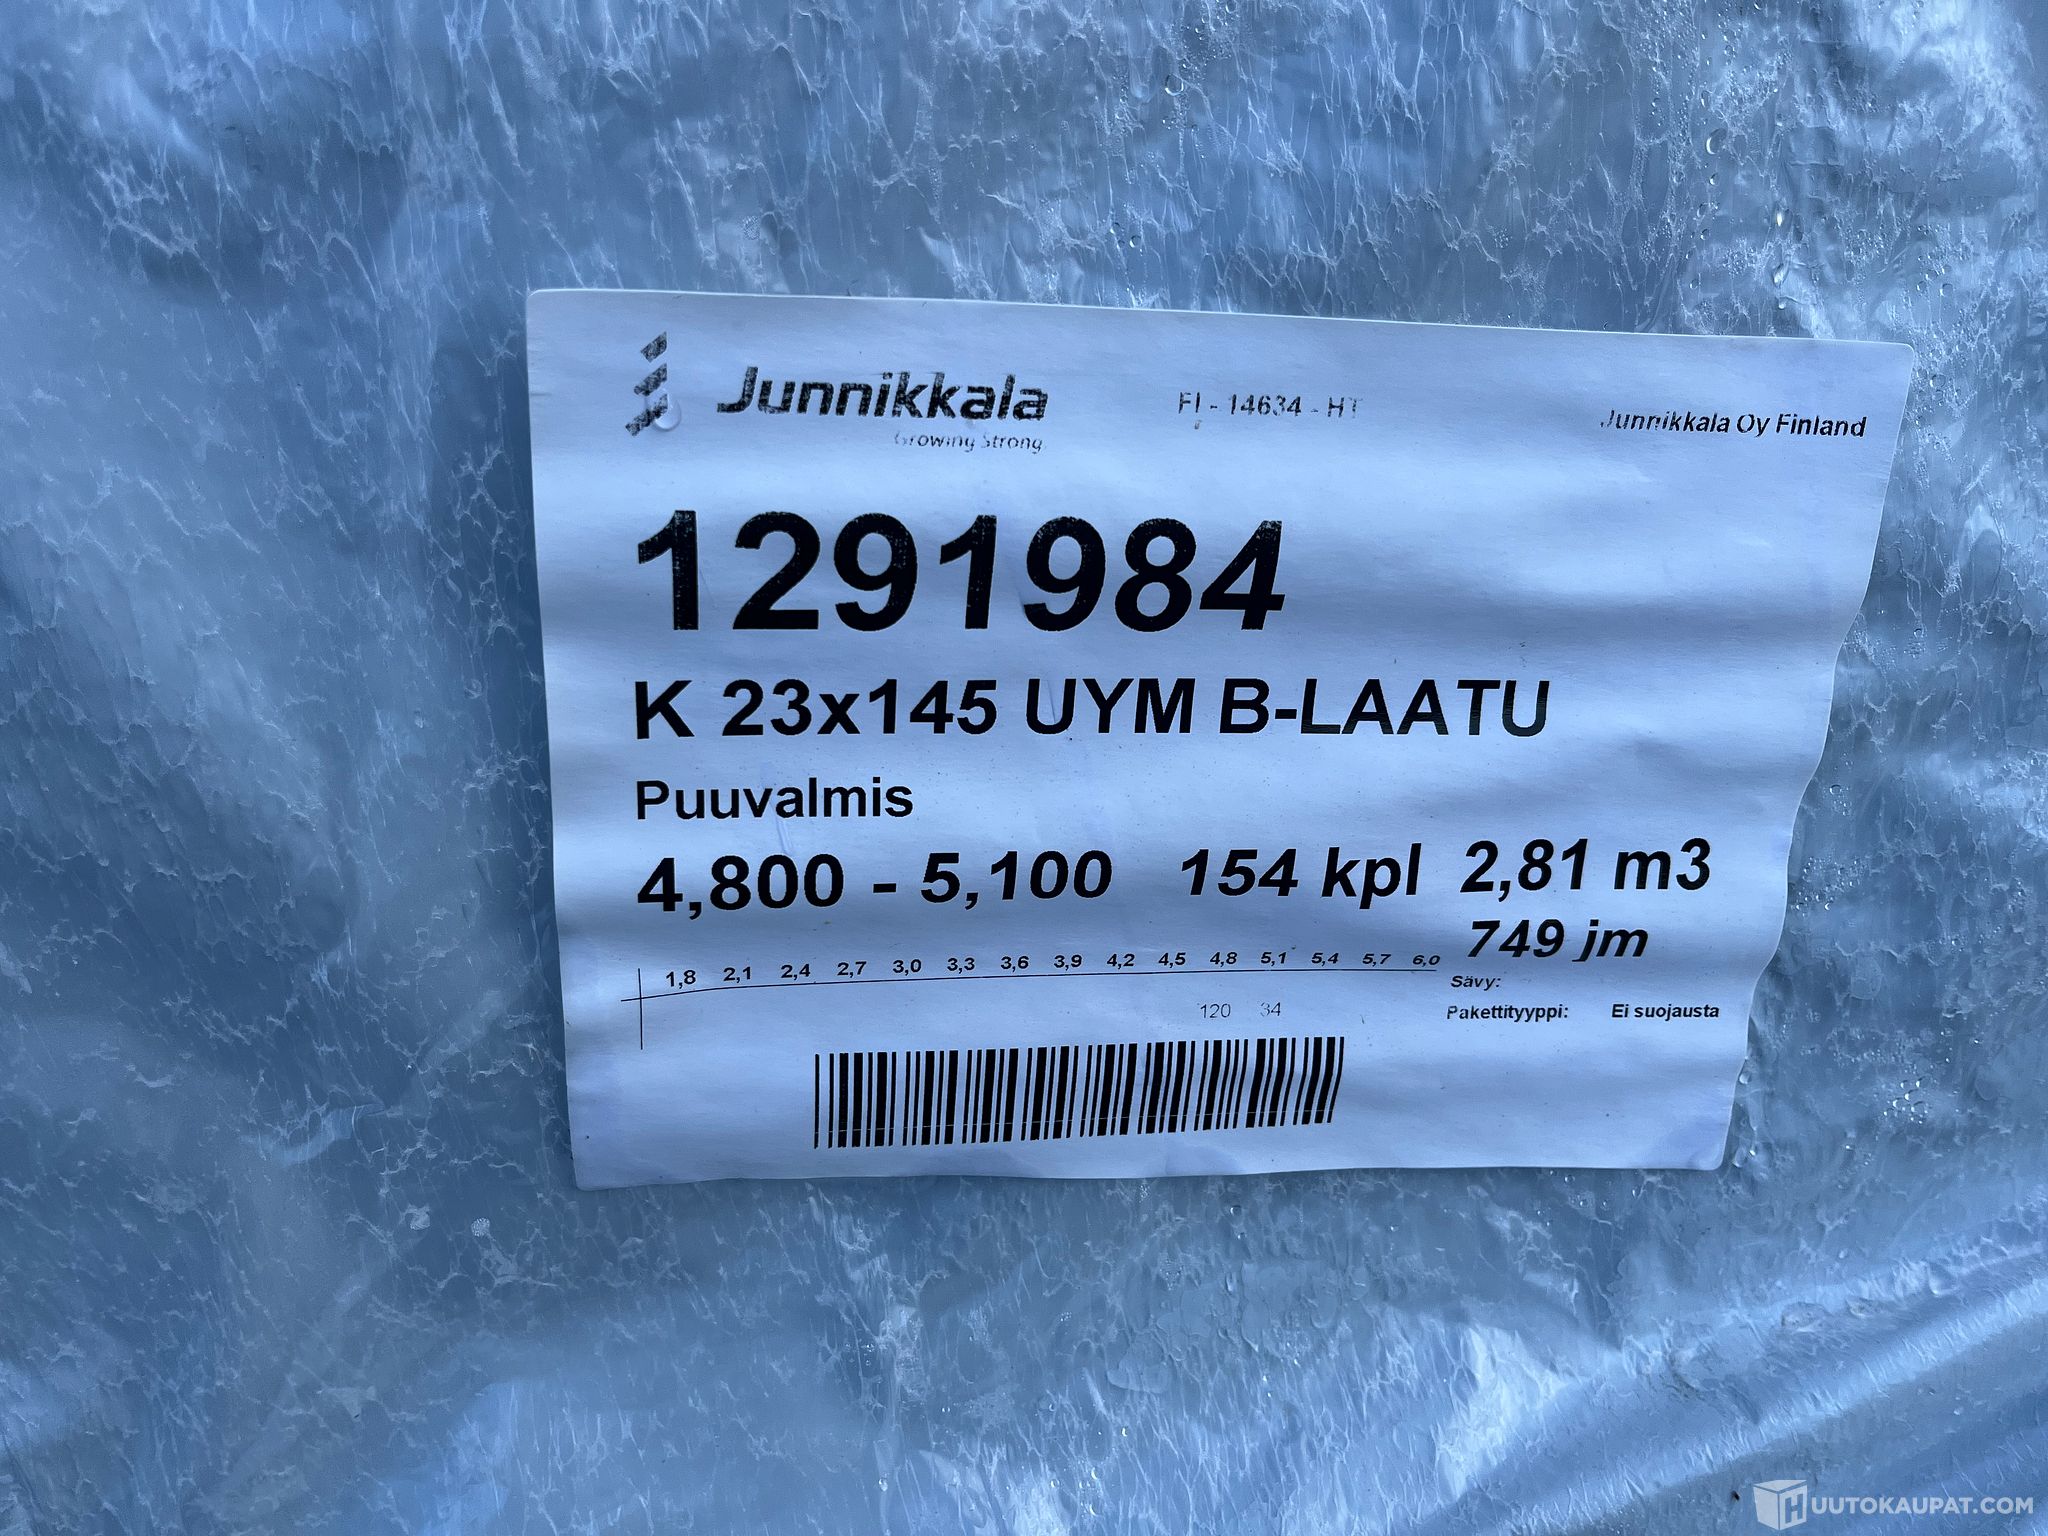 Junnikkala
Growing Strong
FI - 14634 - HT
Junnikkala Oy Finland
1291984
K 23x145 UYM B-LAATU
Puuvalmis
4,800 - 5,100 154 kpl 2,81 m3
749 jm
1,8 2,1 2,4 2,7 3,0 3,3 3,6 3,9 4,2 4,5 4,8 5,1 5,4 5,7 6,0
Sävy:
120 34
Pakettityyppi: Ei suojausta
HUUTOKAUPAT.COM